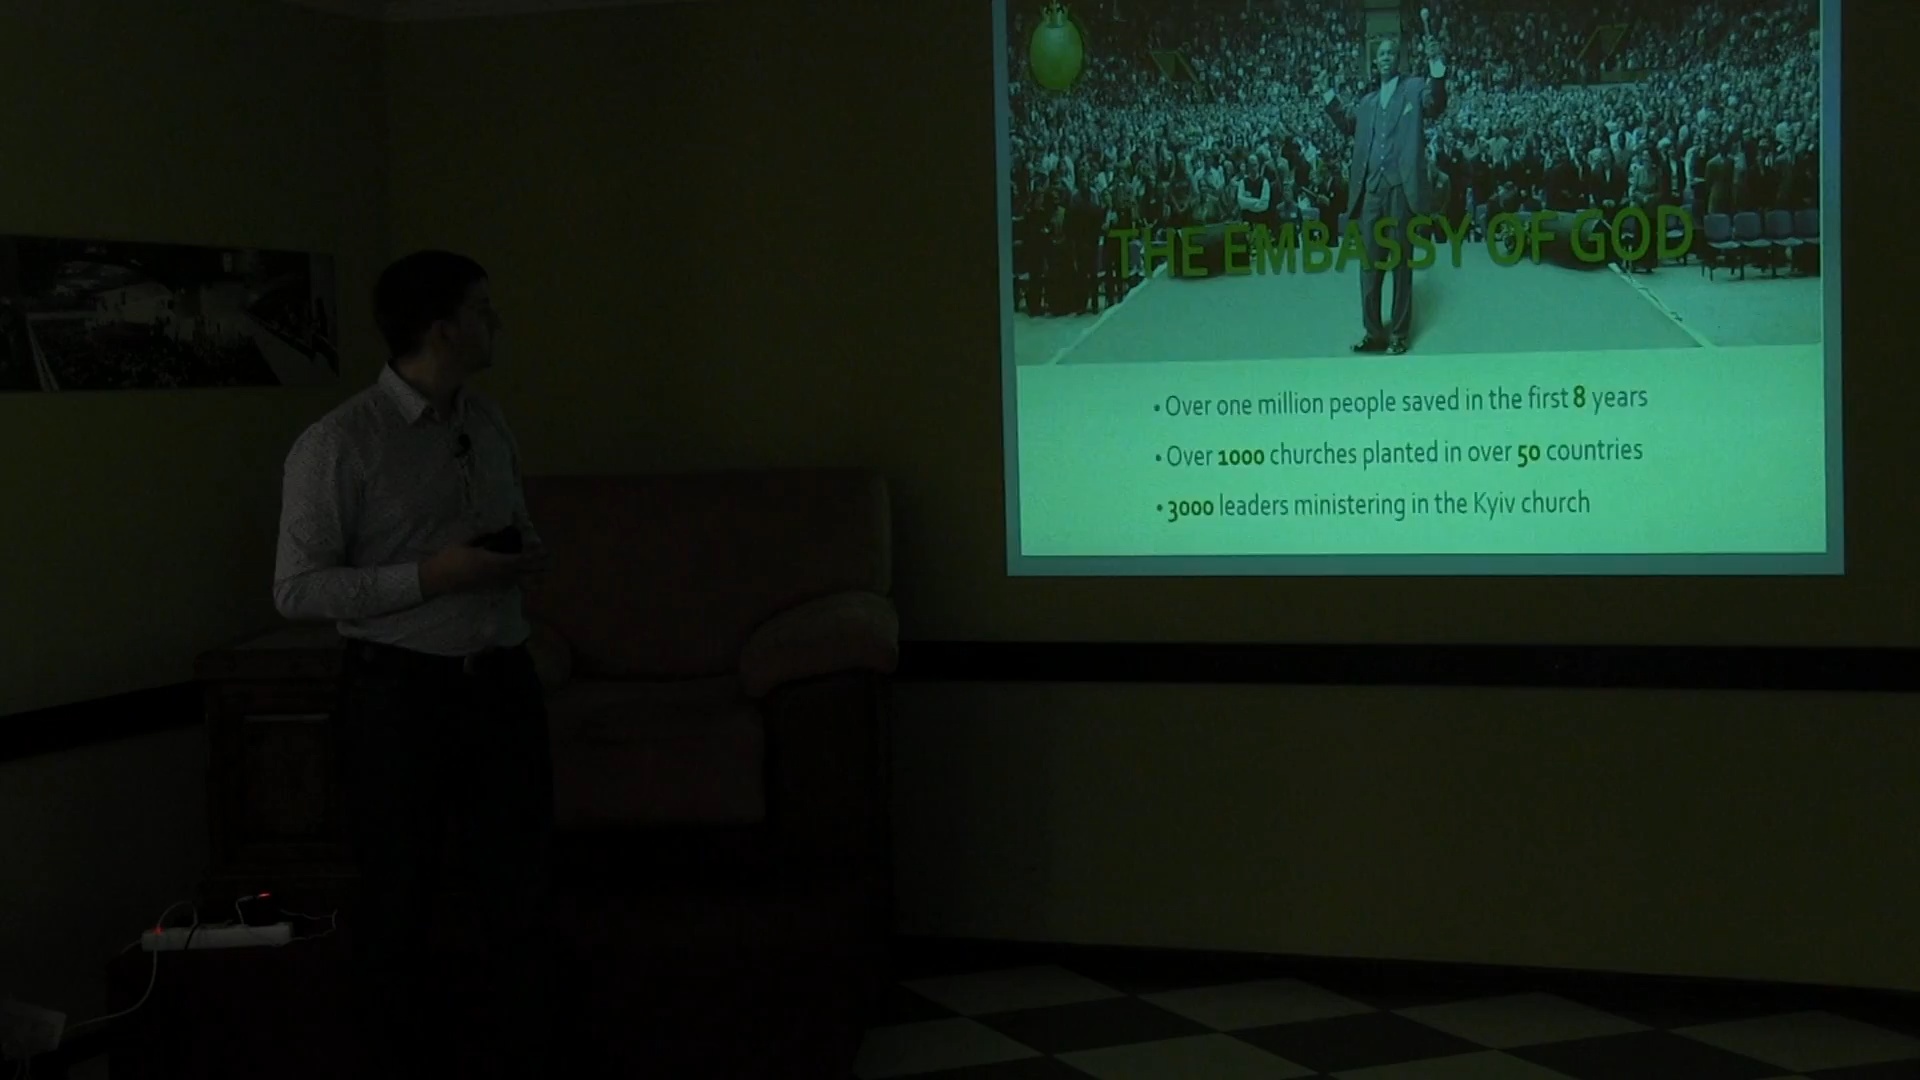 THE EMBASSY OF GOD
• Over one million people saved in the first 8 years
• Over 1000 churches planted in over 50 countries
• 3000 leaders ministering in the Kyiv church